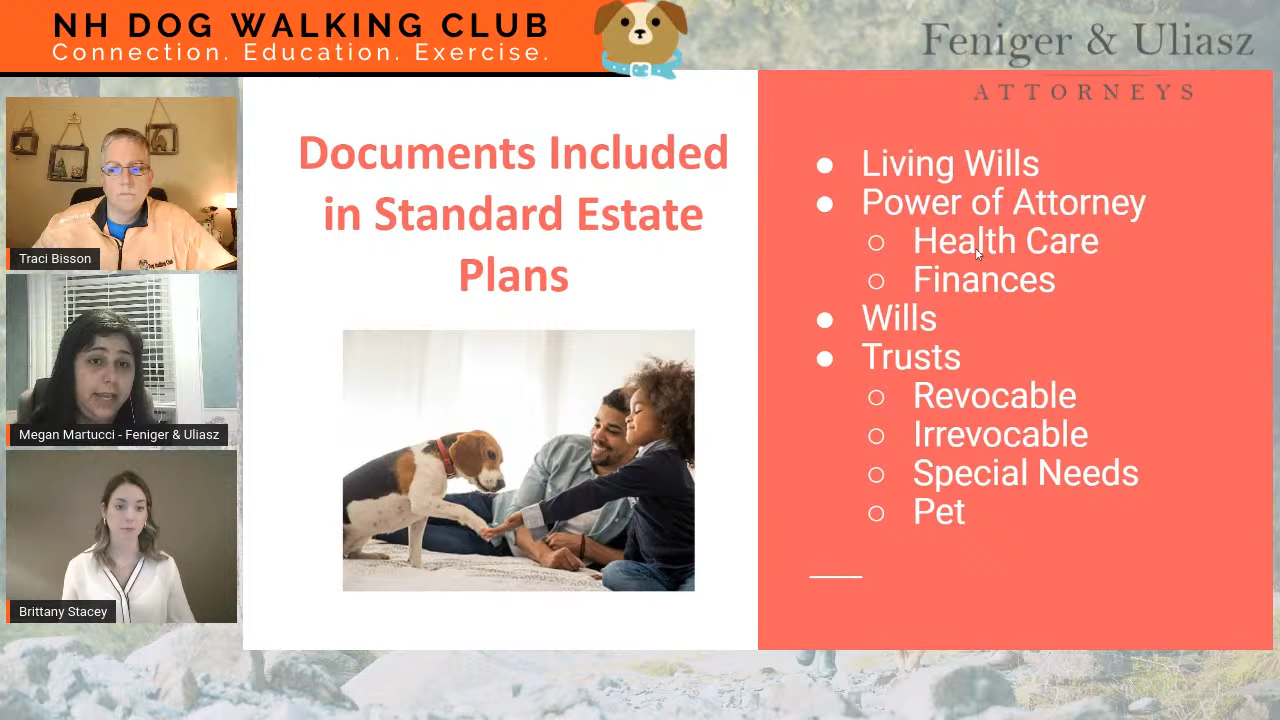 NH DOG WALKING CLUB
Connection. Education. Exercise.
Feniger & Uliasz
ATTORNEYS
Traci Bisson
Megan Martucci - Feniger & Uliasz
Brittany Stacey
Documents Included
in Standard Estate
Plans
● Living Wills
● Power of Attorney
○ Health Care
○ Finances
● Wills
● Trusts
○ Revocable
○ Irrevocable
○ Special Needs
○ Pet